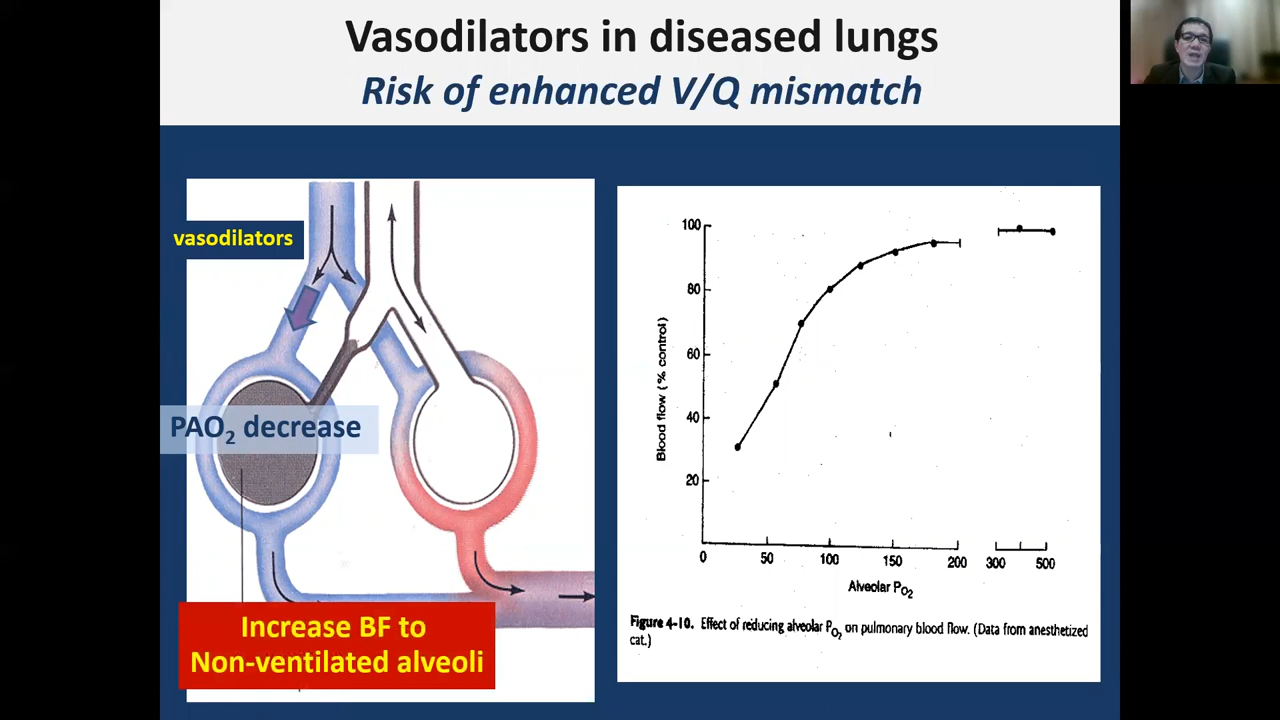 Vasodilators in diseased lungs
Risk of enhanced V/Q mismatch
vasodilators
PAO2 decrease
Increase BF to
Non-ventilated alveoli
100
80
60
40
20
Blood flow (% control)
0
50
100
150
200
300
500
Alveolar PO2
Figure 4-10. Effect of reducing alveolar PO2 on pulmonary blood flow. (Data from anesthetized
cat.)